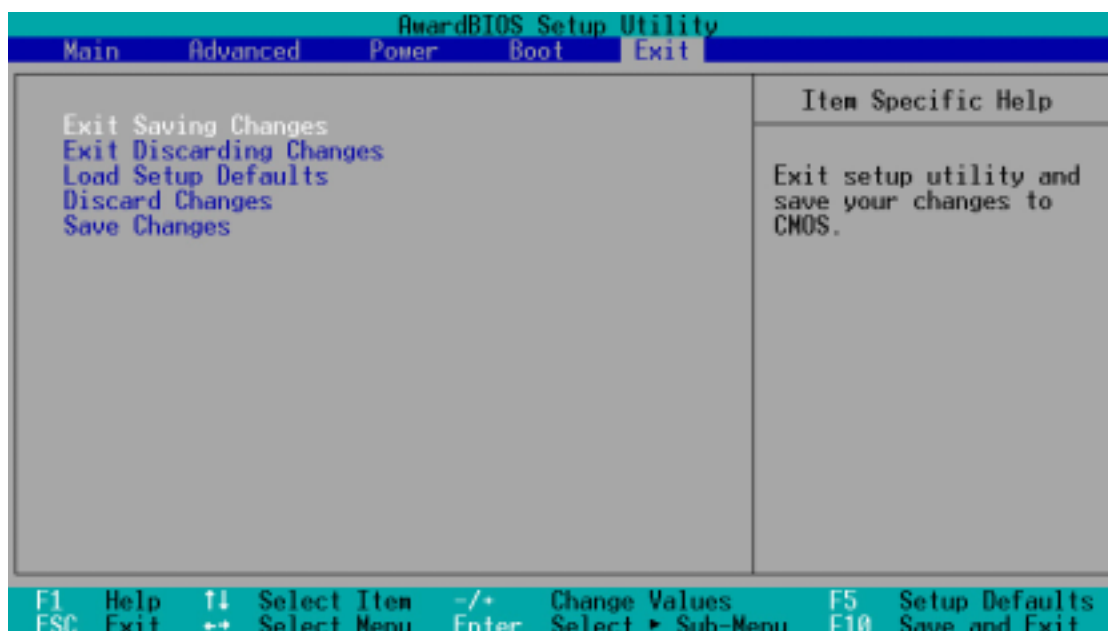 AwardBIOS Setup Utility
Main Advanced Power Boot Exit
Exit Saving Changes
Exit Discarding Changes
Load Setup Defaults
Discard Changes
Save Changes
Item Specific Help
Exit setup utility and
save your changes to
CMOS.
F1 Help ↑↓ Select Item -/+ Change Values F5 Setup Defaults
ESC Exit ←→ Select Menu Enter Select ► Sub-Menu F10 Save and Exit